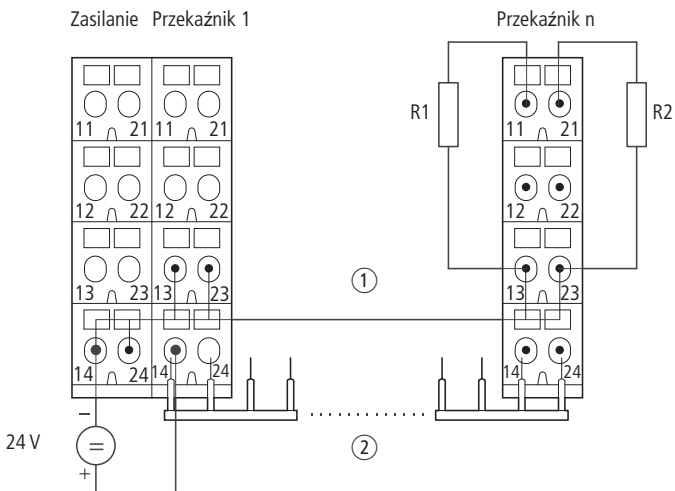 Zasilanie Przekaźnik 1 Przekaźnik n
R1 R2
11 21 11 21 11 21
12 22 12 22 12 22
13 23 13 23 13 23
1
14 24 14 24 14 24
−
24 V =
+
2